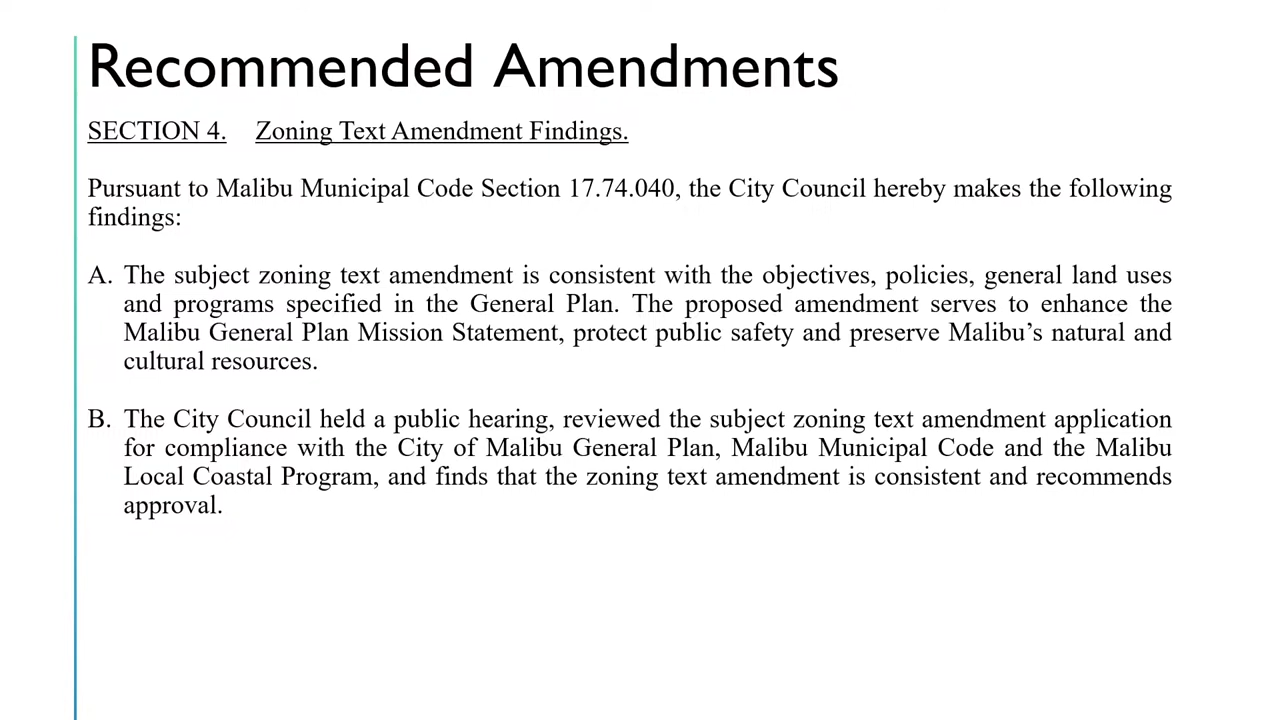 Recommended Amendments
SECTION 4. Zoning Text Amendment Findings.
Pursuant to Malibu Municipal Code Section 17.74.040, the City Council hereby makes the following
findings:
A. The subject zoning text amendment is consistent with the objectives, policies, general land uses
and programs specified in the General Plan. The proposed amendment serves to enhance the
Malibu General Plan Mission Statement, protect public safety and preserve Malibu’s natural and
cultural resources.
B. The City Council held a public hearing, reviewed the subject zoning text amendment application
for compliance with the City of Malibu General Plan, Malibu Municipal Code and the Malibu
Local Coastal Program, and finds that the zoning text amendment is consistent and recommends
approval.